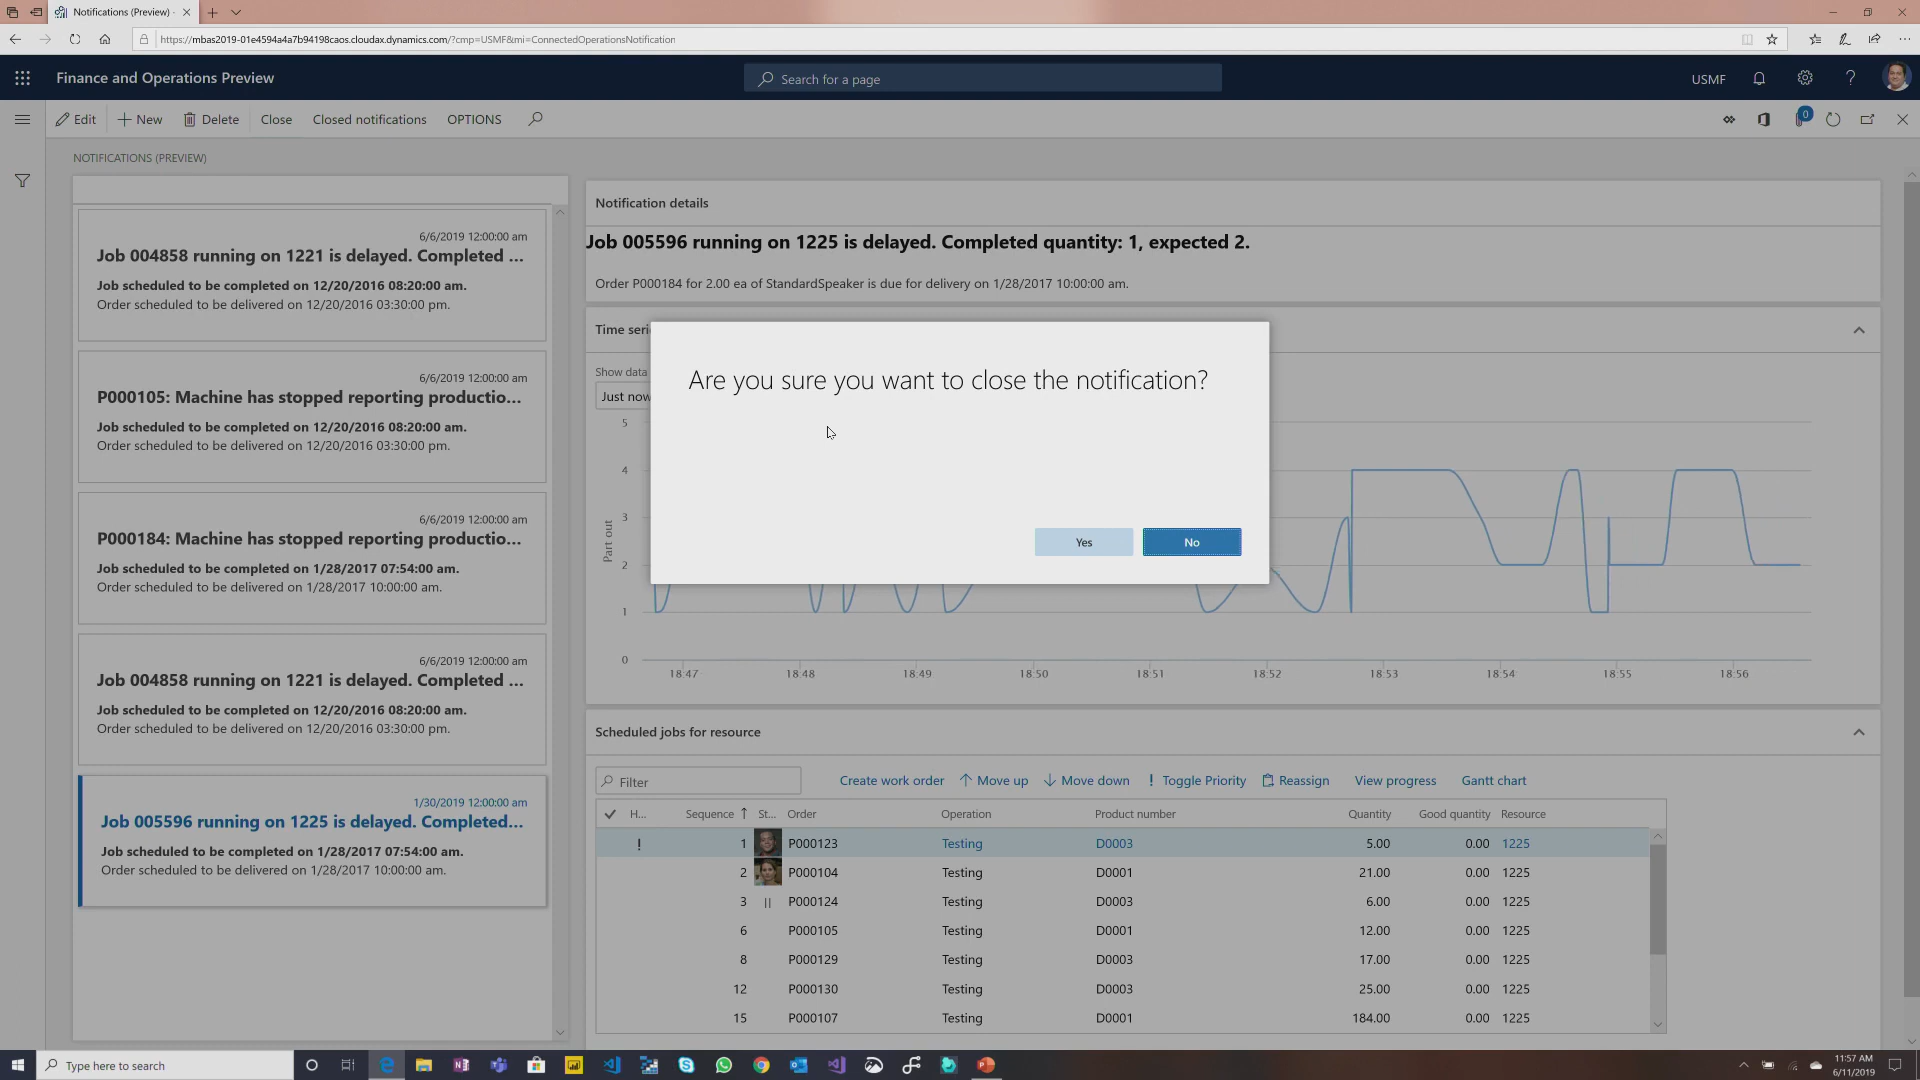 Notifications (Preview) -
https://mbas2019-01e4594a4a7b94198caos.cloudax.dynamics.com/?cmp=USMF&mi=ConnectedOperationsNotification
Finance and Operations Preview
Search for a page
USMF
Edit
New
Delete
Close
Closed notifications
OPTIONS
0
NOTIFICATIONS (PREVIEW)
6/6/2019 12:00:00 am
Job 004858 running on 1221 is delayed. Completed ...
Job scheduled to be completed on 12/20/2016 08:20:00 am.
Order scheduled to be delivered on 12/20/2016 03:30:00 pm.
6/6/2019 12:00:00 am
P000105: Machine has stopped reporting productio...
Job scheduled to be completed on 12/20/2016 08:20:00 am.
Order scheduled to be delivered on 12/20/2016 03:30:00 pm.
6/6/2019 12:00:00 am
P000184: Machine has stopped reporting productio...
Job scheduled to be completed on 1/28/2017 07:54:00 am.
Order scheduled to be delivered on 1/28/2017 10:00:00 am.
6/6/2019 12:00:00 am
Job 004858 running on 1221 is delayed. Completed ...
Job scheduled to be completed on 12/20/2016 08:20:00 am.
Order scheduled to be delivered on 12/20/2016 03:30:00 pm.
1/30/2019 12:00:00 am
Job 005596 running on 1225 is delayed. Completed...
Job scheduled to be completed on 1/28/2017 07:54:00 am.
Order scheduled to be delivered on 1/28/2017 10:00:00 am.
Notification details
Job 005596 running on 1225 is delayed. Completed quantity: 1, expected 2.
Order P000184 for 2.00 ea of StandardSpeaker is due for delivery on 1/28/2017 10:00:00 am.
Time seri
Show data
Just now
Are you sure you want to close the notification?
Yes
No
Part out
5
4
3
2
1
0
18:47 18:48 18:49 18:50 18:51 18:52 18:53 18:54 18:55 18:56
Scheduled jobs for resource
Filter
Create work order
Move up
Move down
! Toggle Priority
Reassign
View progress
Gantt chart
H... Sequence St... Order Operation Product number Quantity Good quantity Resource
! 1 P000123 Testing D0003 5.00 0.00 1225
2 P000104 Testing D0001 21.00 0.00 1225
3 P000124 Testing D0003 6.00 0.00 1225
6 P000105 Testing D0001 12.00 0.00 1225
8 P000129 Testing D0003 17.00 0.00 1225
12 P000130 Testing D0003 25.00 0.00 1225
15 P000107 Testing D0001 184.00 0.00 1225
Type here to search
11:57 AM
6/11/2019